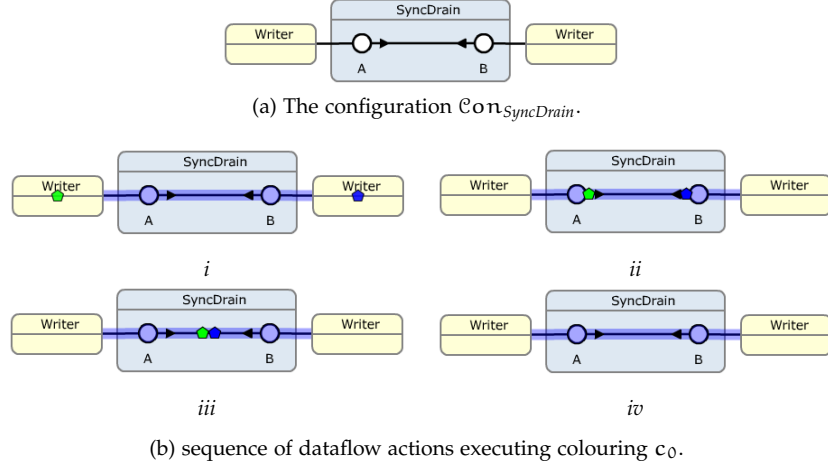 SyncDrain
Writer Writer
A B
(a) The configuration Con_SyncDrain.
SyncDrain SyncDrain
Writer Writer Writer Writer
A B A B
i ii
SyncDrain SyncDrain
Writer Writer Writer Writer
A B A B
iii iv
(b) sequence of dataflow actions executing colouring c₀.